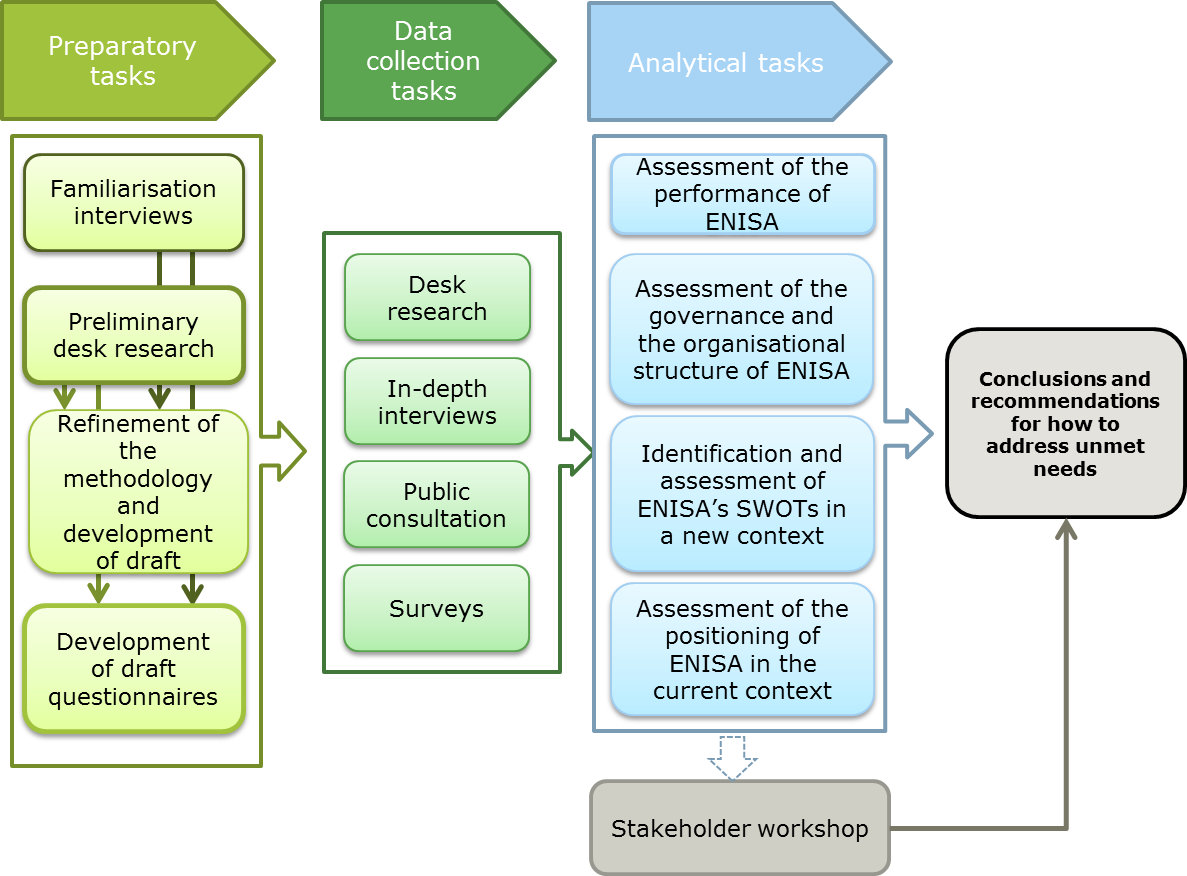 Preparatory
tasks
Data
collection
tasks
Analytical tasks
Familiarisation
interviews
Preliminary
desk research
Refinement of
the
methodology
and
development
of draft
Development
of draft
questionnaires
Desk
research
In-depth
interviews
Public
consultation
Surveys
Assessment of the
performance of
ENISA
Assessment of the
governance and
the organisational
structure of ENISA
Identification and
assessment of
ENISA’s SWOTs in
a new context
Assessment of the
positioning of
ENISA in the
current context
Stakeholder workshop
Conclusions and
recommendations
for how to
address unmet
needs